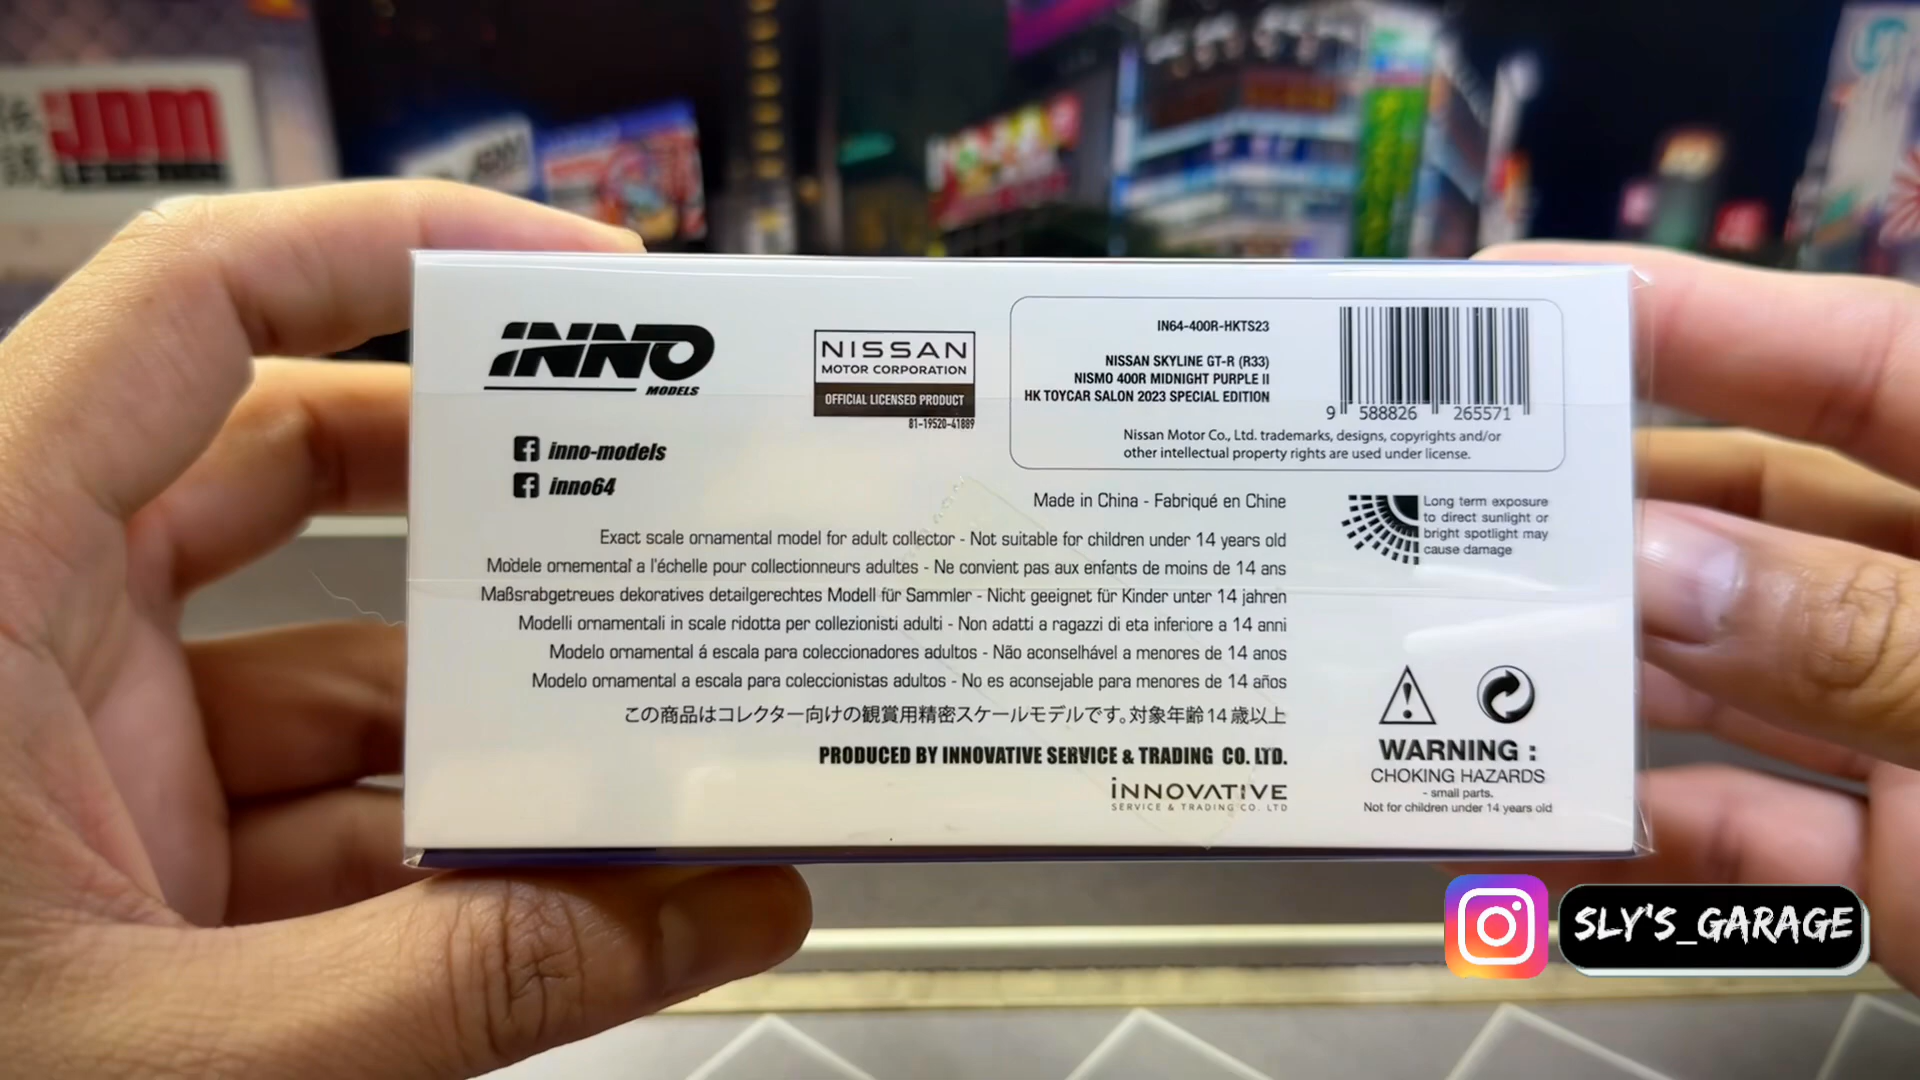 JDM
INNO
MODELS
inno-models
inno64
NISSAN
MOTOR CORPORATION
OFFICIAL LICENSED PRODUCT
81-19520-41889
IN64-400R-HKTS23
NISSAN SKYLINE GT-R (R33)
NISMO 400R MIDNIGHT PURPLE II
HK TOYCAR SALON 2023 SPECIAL EDITION
9 588826 265571
Nissan Motor Co., Ltd. trademarks, designs, copyrights and/or
other intellectual property rights are used under license.
Made in China - Fabriqué en Chine
Exact scale ornamental model for adult collector - Not suitable for children under 14 years old
Modèle ornemental a l'échelle pour collectionneurs adultes - Ne convient pas aux enfants de moins de 14 ans
Maßsrabgetreues dekoratives detailgerechtes Modell für Sammler - Nicht geeignet für Kinder unter 14 jahren
Modelli ornamentali in scale ridotta per collezionisti adulti - Non adatti a ragazzi di eta inferiore a 14 anni
Modelo ornamental á escala para coleccionadores adultos - Não aconselhável a menores de 14 anos
Modelo ornamental a escala para coleccionistas adultos - No es aconsejable para menores de 14 años
この商品はコレクター向けの観賞用精密スケールモデルです。対象年齢14歳以上
PRODUCED BY INNOVATIVE SERVICE & TRADING CO. LTD.
INNOVATIVE
SERVICE & TRADING CO. LTD
Long term exposure
to direct sunlight or
bright spotlight may
cause damage
WARNING :
CHOKING HAZARDS
- small parts.
Not for children under 14 years old
SLY'S_GARAGE